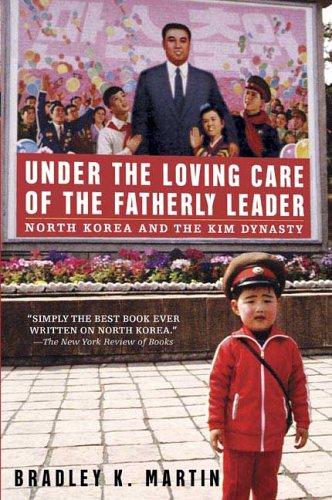 UNDER THE LOVING CARE
OF THE FATHERLY LEADER
NORTH KOREA AND THE KIM DYNASTY
“SIMPLY THE BEST BOOK EVER
WRITTEN ON NORTH KOREA.”
—The New York Review of Books
BRADLEY K. MARTIN